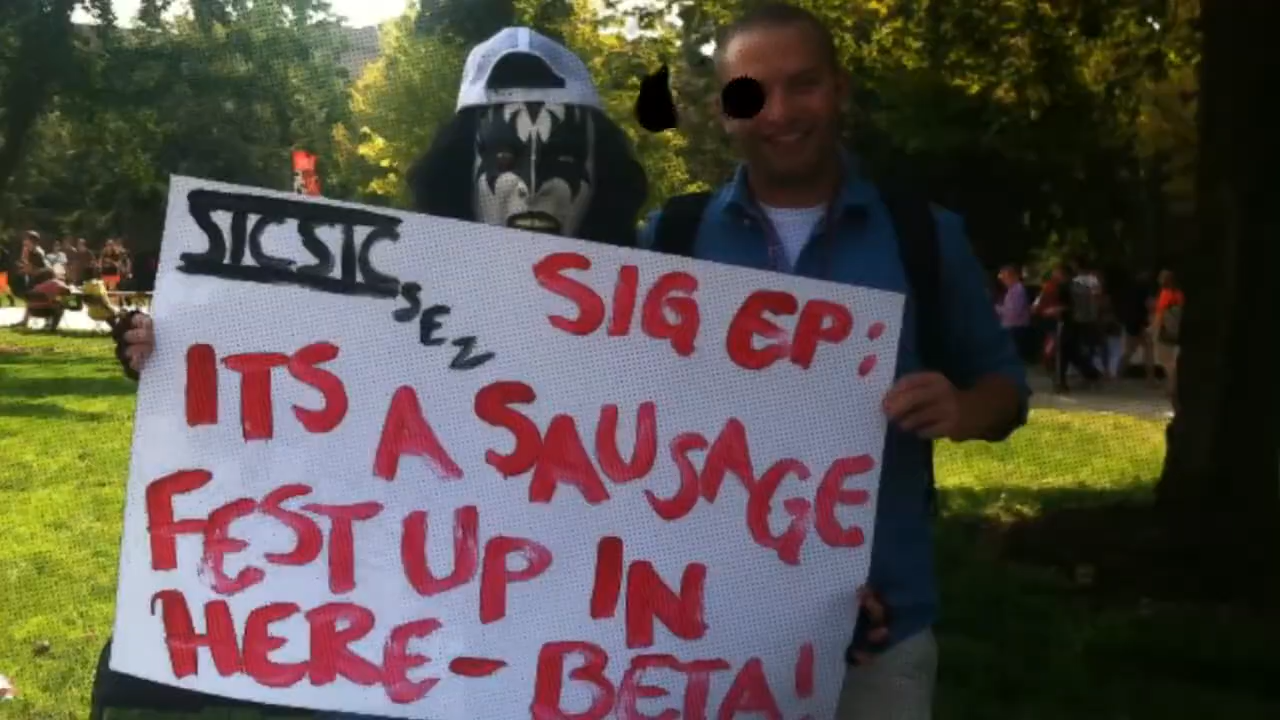 SICSIC
SEZ
SIG EP:
ITS A SAUSAGE
FEST UP IN
HERE- BETA!